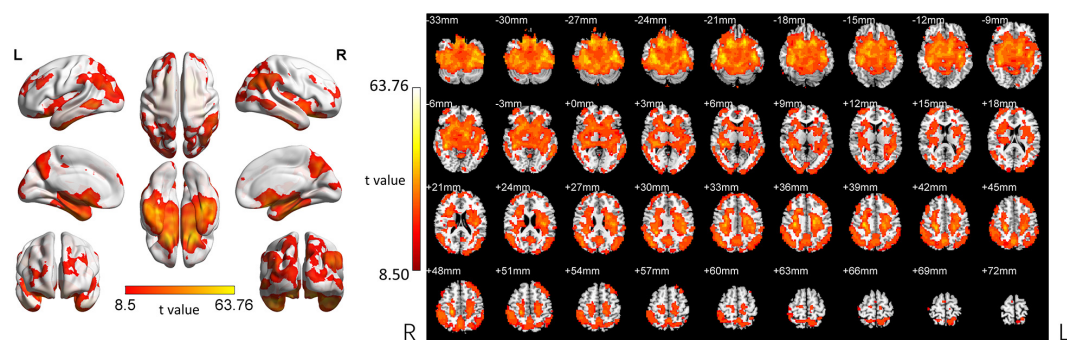 L
R
8.5
63.76
t value
63.76
t value
8.50
R
L
-33mm -30mm -27mm -24mm -21mm -18mm -15mm -12mm -9mm
-6mm -3mm +0mm +3mm +6mm +9mm +12mm +15mm +18mm
+21mm +24mm +27mm +30mm +33mm +36mm +39mm +42mm +45mm
+48mm +51mm +54mm +57mm +60mm +63mm +66mm +69mm +72mm